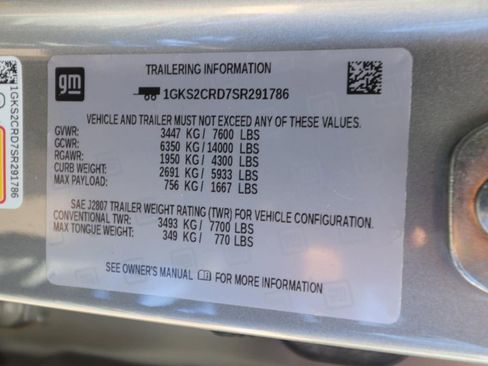 gm
TRAILERING INFORMATION
1GKS2CRD7SR291786
VEHICLE AND TRAILER MUST NOT EXCEED ANY OF THESE VALUES.
GVWR: 3447 KG / 7600 LBS
GCWR: 6350 KG / 14000 LBS
RGAWR: 1950 KG / 4300 LBS
CURB WEIGHT: 2691 KG / 5933 LBS
MAX PAYLOAD: 756 KG / 1667 LBS
SAE J2807 TRAILER WEIGHT RATING (TWR) FOR VEHICLE CONFIGURATION.
CONVENTIONAL TWR: 3493 KG / 7700 LBS
MAX TONGUE WEIGHT: 349 KG / 770 LBS
SEE OWNER'S MANUAL FOR MORE INFORMATION
1GKS2CRD7SR291786